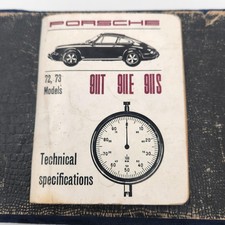 PORSCHE
72, 73
Models
911T 911E 911S
Technical
specifications